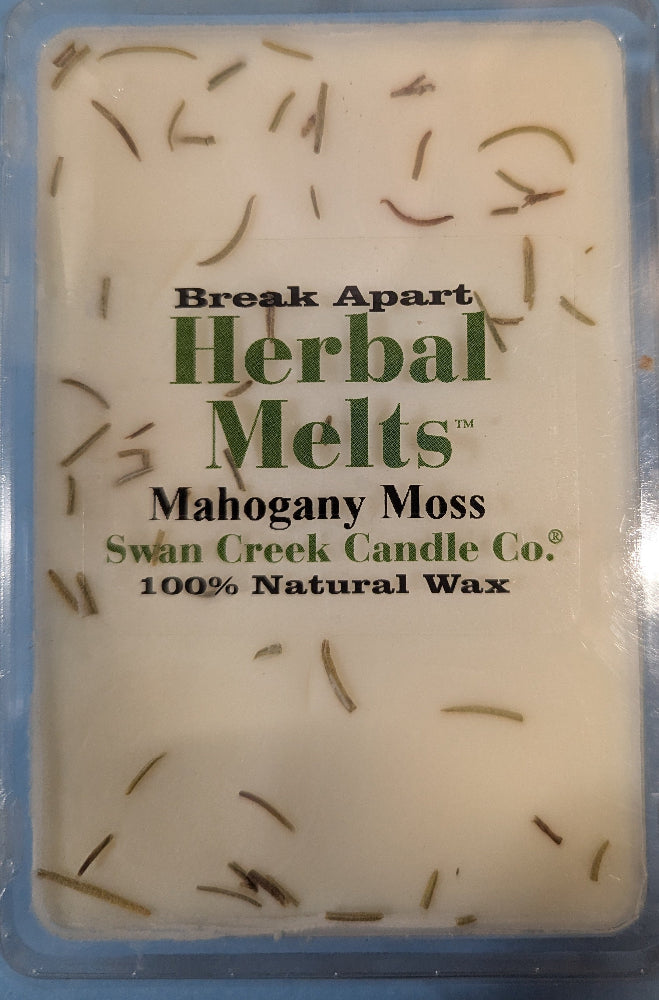 Break Apart
Herbal
Melts™
Mahogany Moss
Swan Creek Candle Co.®
100% Natural Wax